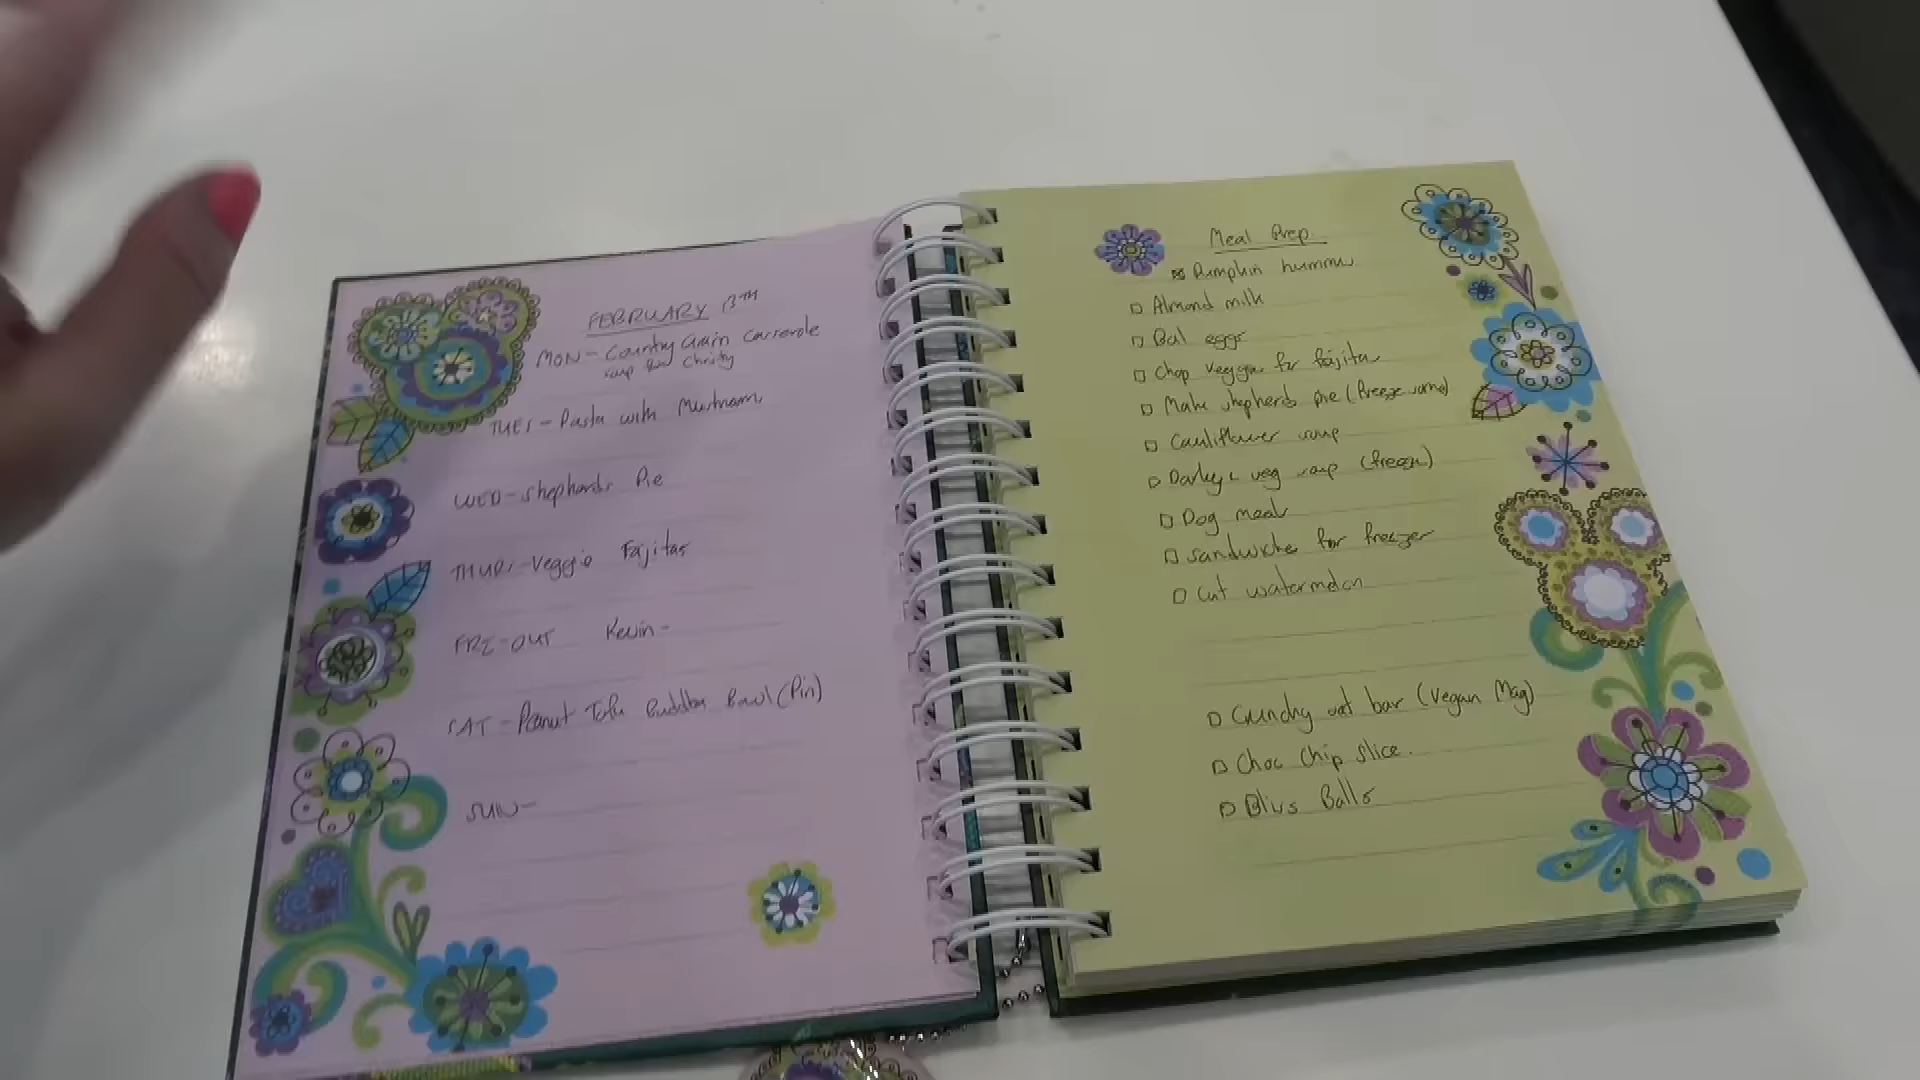 FEBRUARY 13TH
MON - Country Grain Casserole
soup for Christy
TUES - Pasta with Mushroom
WED - Shepherds Pie
THURS - Veggie Fajitas
FRI - OUT Kevin -
SAT - Peanut Tofu Buddha Bowl (Pin)
SUN -
Meal Prep
Pumpkin hummu
Almond milk
Boil eggs
Chop veggies for fajita
Make shepherds pie (freeze some)
Cauliflower soup
Barley & veg soup (freeze)
Dog meal
Sandwiches for freezer
Cut watermelon
Crunchy oat bar (Vegan Mag)
Choc Chip Slice.
Bliss Balls